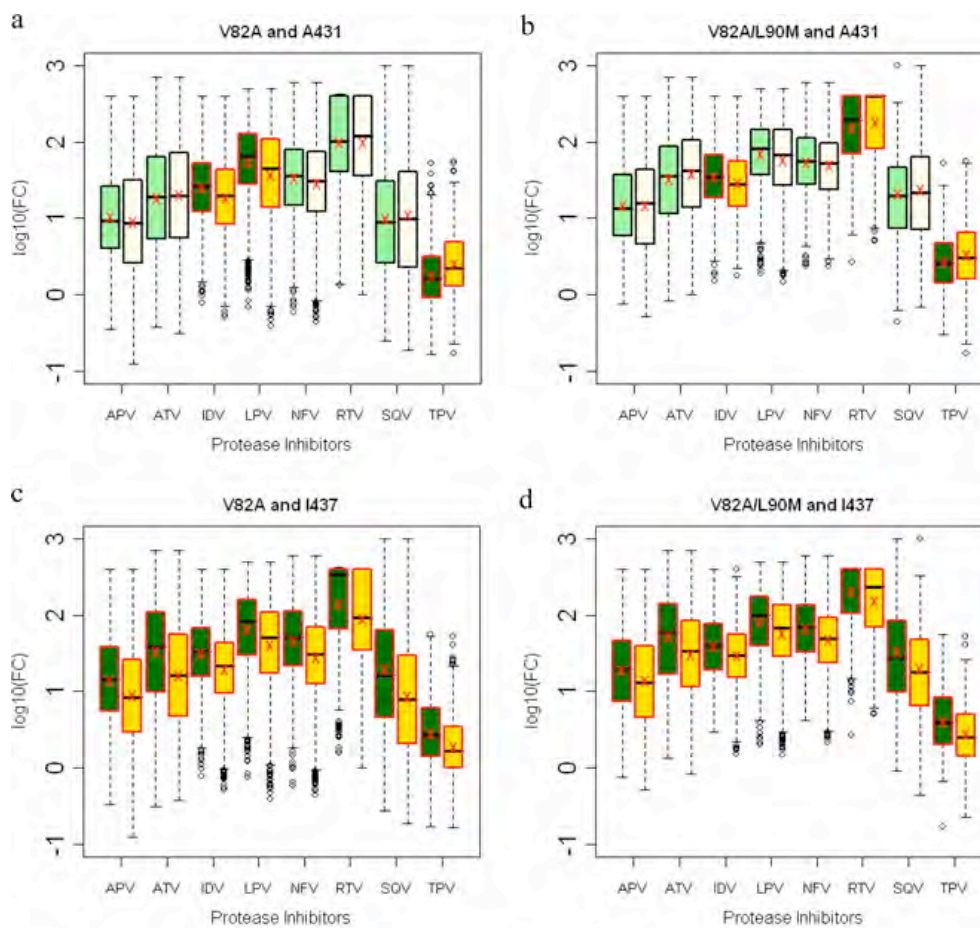 a
V82A and A431
log10(FC)
3
2
1
0
-1
APV ATV IDV LPV NFV RTV SQV TPV
Protease Inhibitors
b
V82A/L90M and A431
log10(FC)
3
2
1
0
-1
APV ATV IDV LPV NFV RTV SQV TPV
Protease Inhibitors
c
V82A and I437
log10(FC)
3
2
1
0
-1
APV ATV IDV LPV NFV RTV SQV TPV
Protease Inhibitors
d
V82A/L90M and I437
log10(FC)
3
2
1
0
-1
APV ATV IDV LPV NFV RTV SQV TPV
Protease Inhibitors